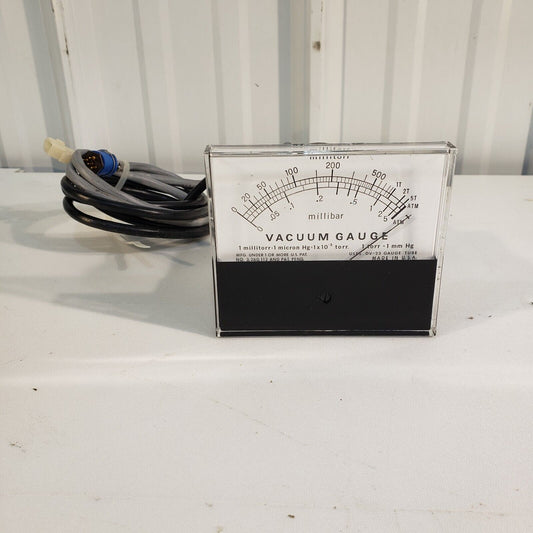 millitorr
0 20 50 100 200 500 1T 2T 5T ATM
0 .05 .1 .2 .5 1 2 5 ATM X
millibar
VACUUM GAUGE
1 millitorr-1 micron Hg-1x10⁻³ torr. 1 torr-1 mm Hg
MFG. UNDER 1 OR MORE U.S. PAT. USES DV-23 GAUGE TUBE
MADE IN U.S.A.